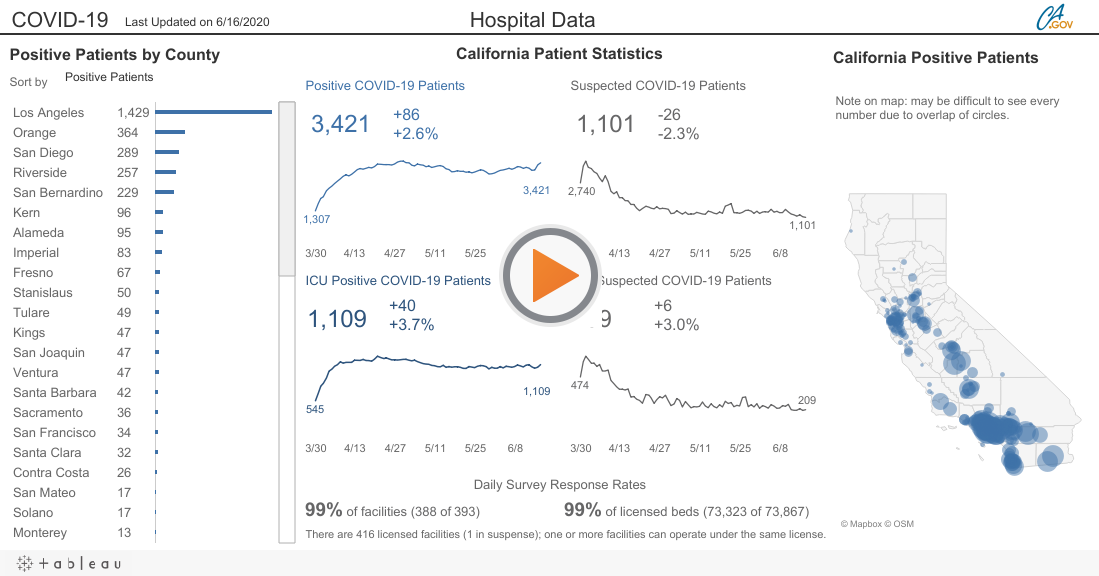 COVID-19 Last Updated on 6/16/2020
Hospital Data
CA
.GOV
Positive Patients by County
Sort by Positive Patients
Los Angeles 1,429
Orange 364
San Diego 289
Riverside 257
San Bernardino 229
Kern 96
Alameda 95
Imperial 83
Fresno 67
Stanislaus 50
Tulare 49
Kings 47
San Joaquin 47
Ventura 47
Santa Barbara 42
Sacramento 36
San Francisco 34
Santa Clara 32
Contra Costa 26
San Mateo 17
Solano 17
Monterey 13
California Patient Statistics
Positive COVID-19 Patients
3,421
+86
+2.6%
1,307
3,421
3/30 4/13 4/27 5/11 5/25
Suspected COVID-19 Patients
1,101
-26
-2.3%
2,740
1,101
4/13 4/27 5/11 5/25 6/8
ICU Positive COVID-19 Patients
1,109
+40
+3.7%
545
1,109
3/30 4/13 4/27 5/11 5/25 6/8
Suspected COVID-19 Patients
9
+6
+3.0%
474
209
3/30 4/13 4/27 5/11 5/25 6/8
Daily Survey Response Rates
99% of facilities (388 of 393)
99% of licensed beds (73,323 of 73,867)
There are 416 licensed facilities (1 in suspense); one or more facilities can operate under the same license.
California Positive Patients
Note on map: may be difficult to see every
number due to overlap of circles.
© Mapbox © OSM
+ableau